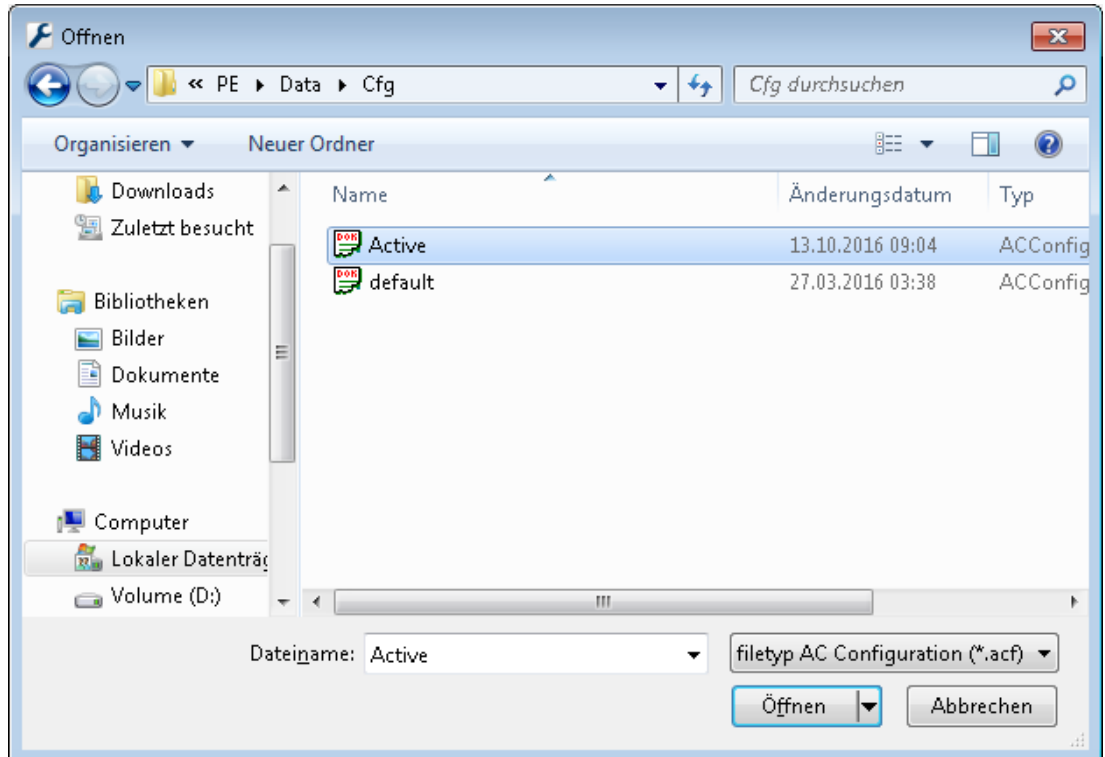 Öffnen
« PE ▸ Data ▸ Cfg
Cfg durchsuchen
Organisieren Neuer Ordner
Downloads
Zuletzt besucht
Bibliotheken
Bilder
Dokumente
Musik
Videos
Computer
Lokaler Datenträg
Volume (D:)
Name Änderungsdatum Typ
Active 13.10.2016 09:04 ACConfig
default 27.03.2016 03:38 ACConfig
Dateiname: Active filetyp AC Configuration (*.acf)
Öffnen Abbrechen